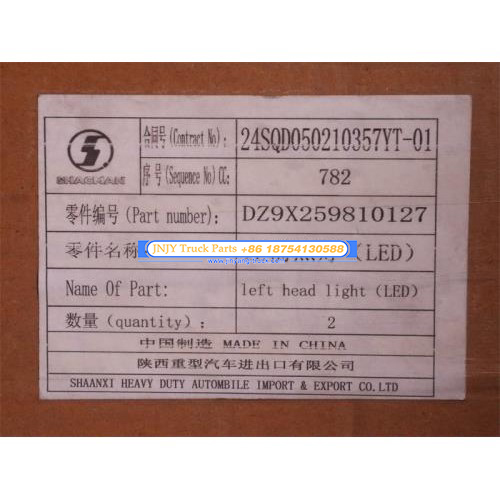 合同号(Contract No): 24SQD050210357YT-01
SHACMAN
序号(Sequence No)CC: 782
零件编号(Part number): DZ9X259810127
零件名称 (LED)
JNJY Truck Parts +86 18754130588
Name Of Part: left head light (LED)
数量(quantity): 2
中国制造 MADE IN CHINA
陕西重型汽车进出口有限公司
SHAANXI HEAVY DUTY AUTOMBILE IMPORT & EXPORT CO.LTD